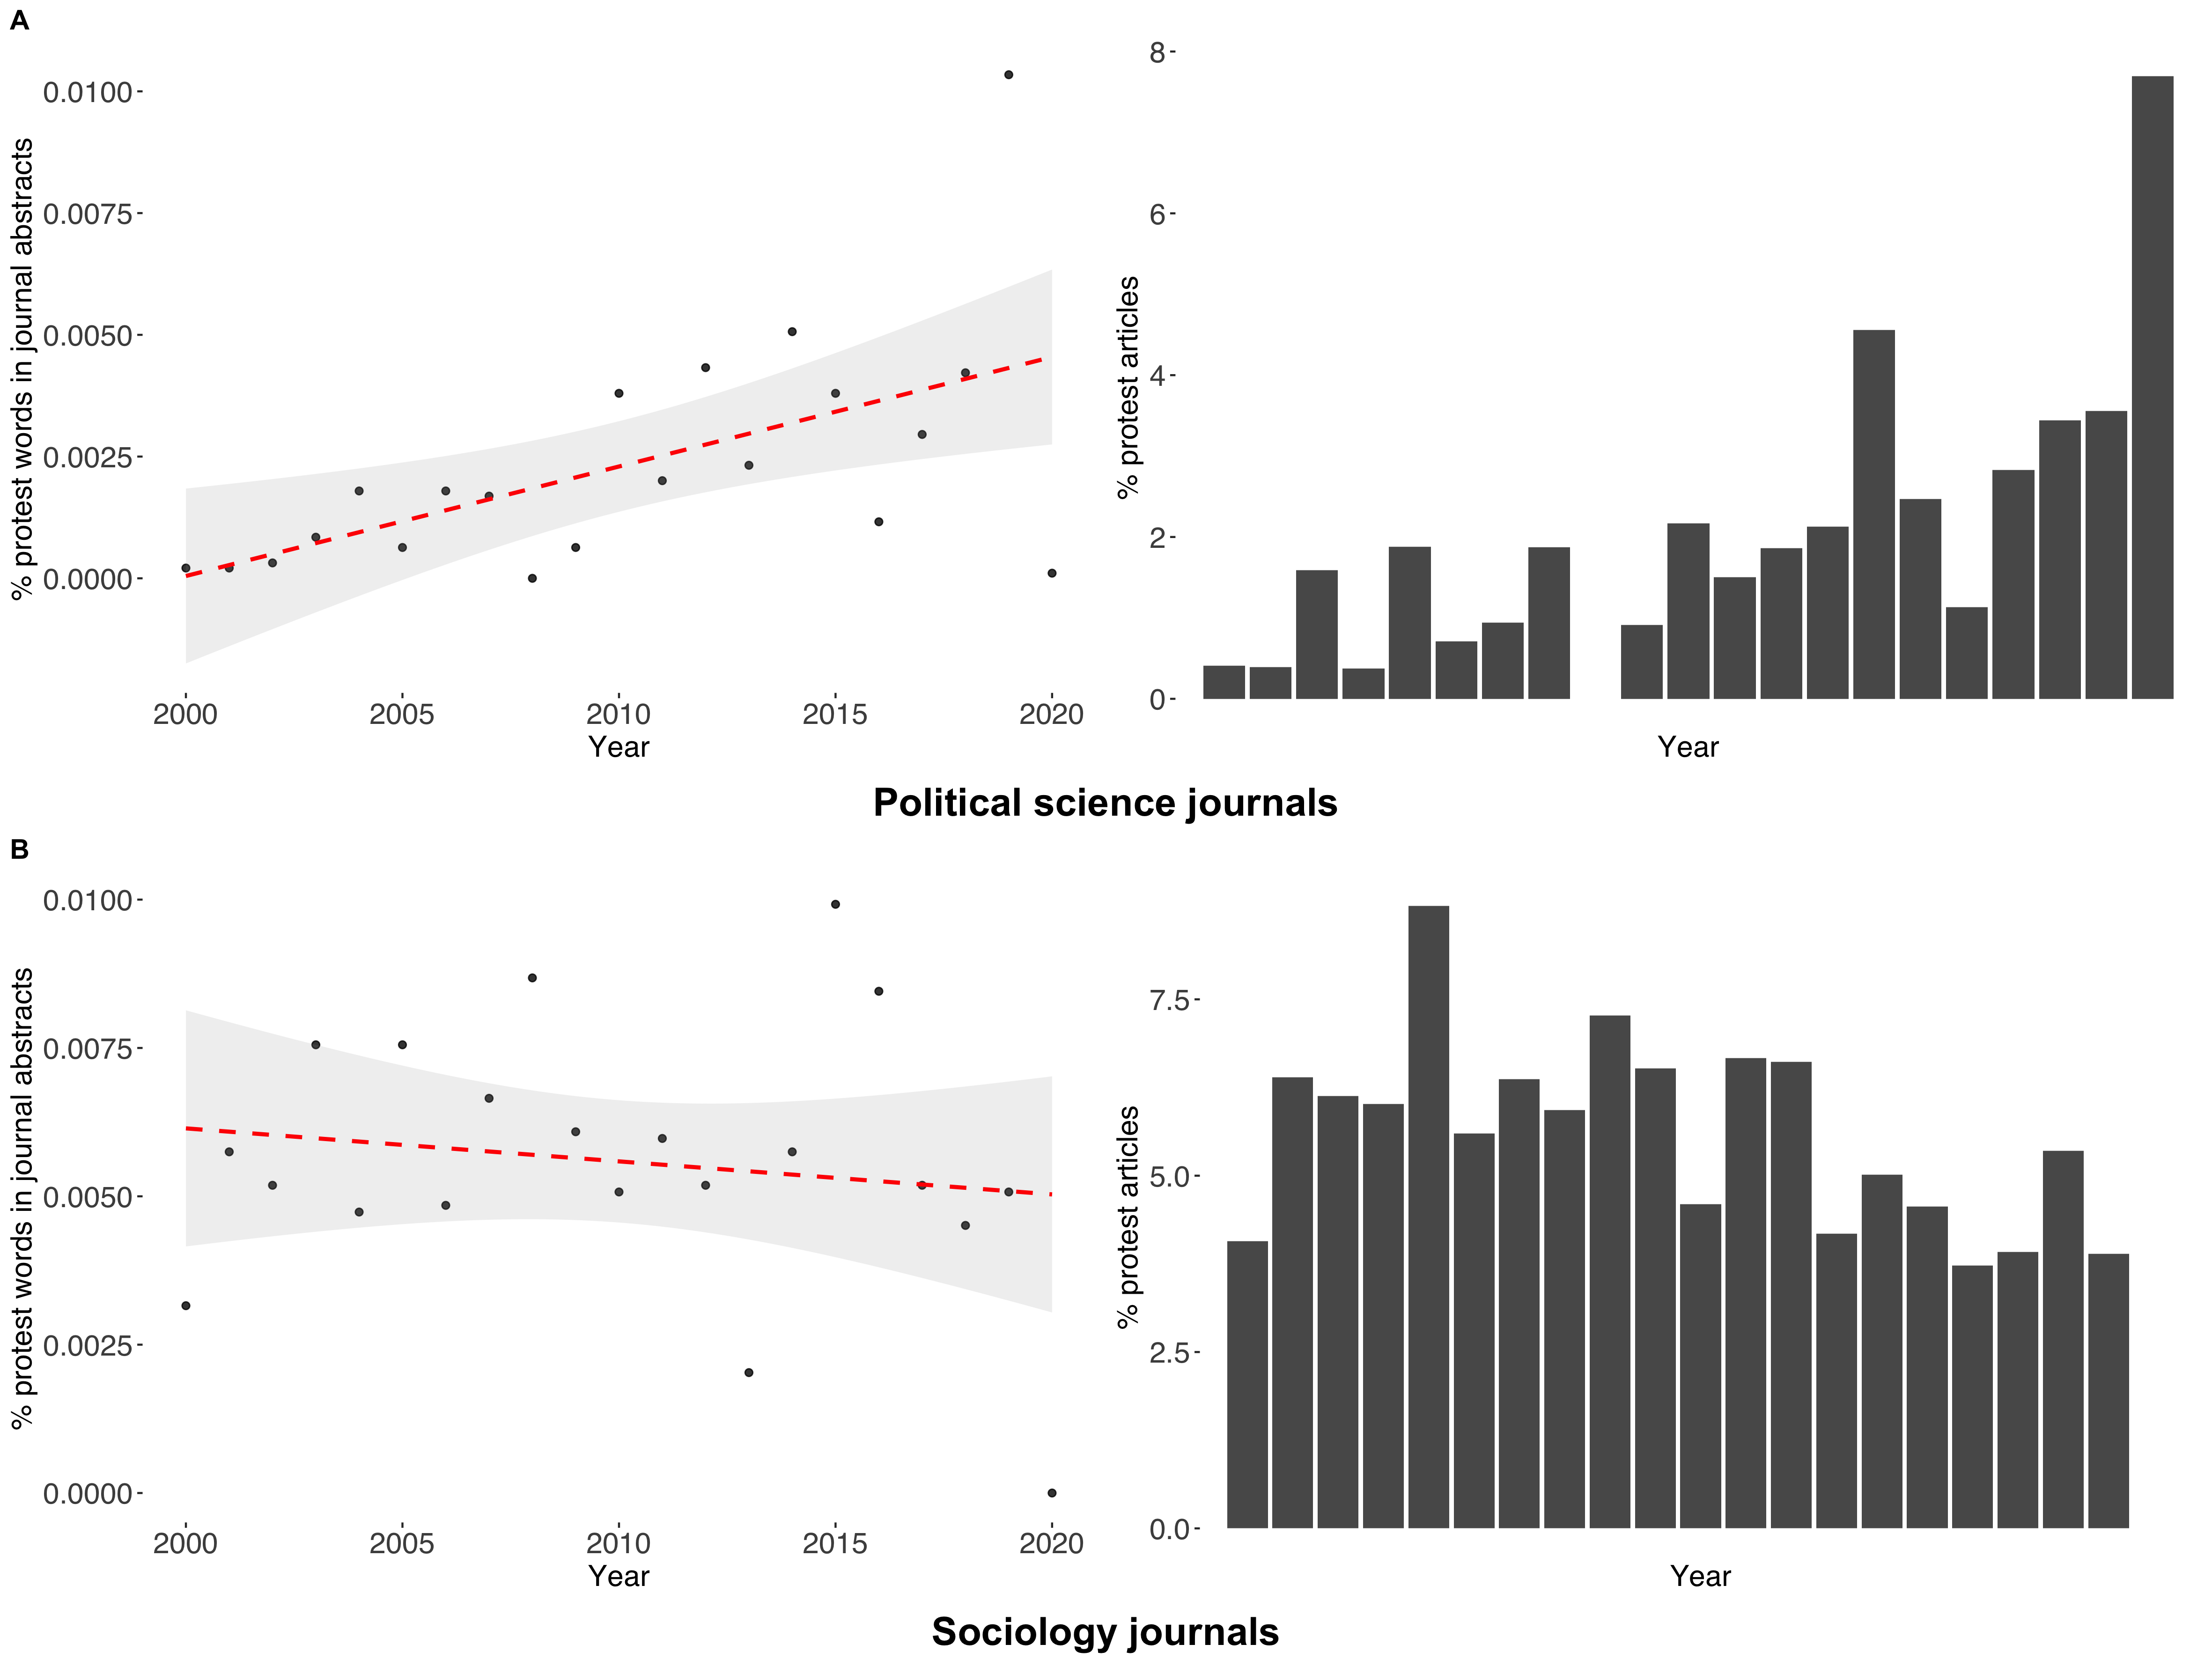 A
% protest words in journal abstracts
0.0100
0.0075
0.0050
0.0025
0.0000
2000 2005 2010 2015 2020
Year
% protest articles
8
6
4
2
0
Year
Political science journals
B
% protest words in journal abstracts
0.0100
0.0075
0.0050
0.0025
0.0000
2000 2005 2010 2015 2020
Year
% protest articles
7.5
5.0
2.5
0.0
Year
Sociology journals